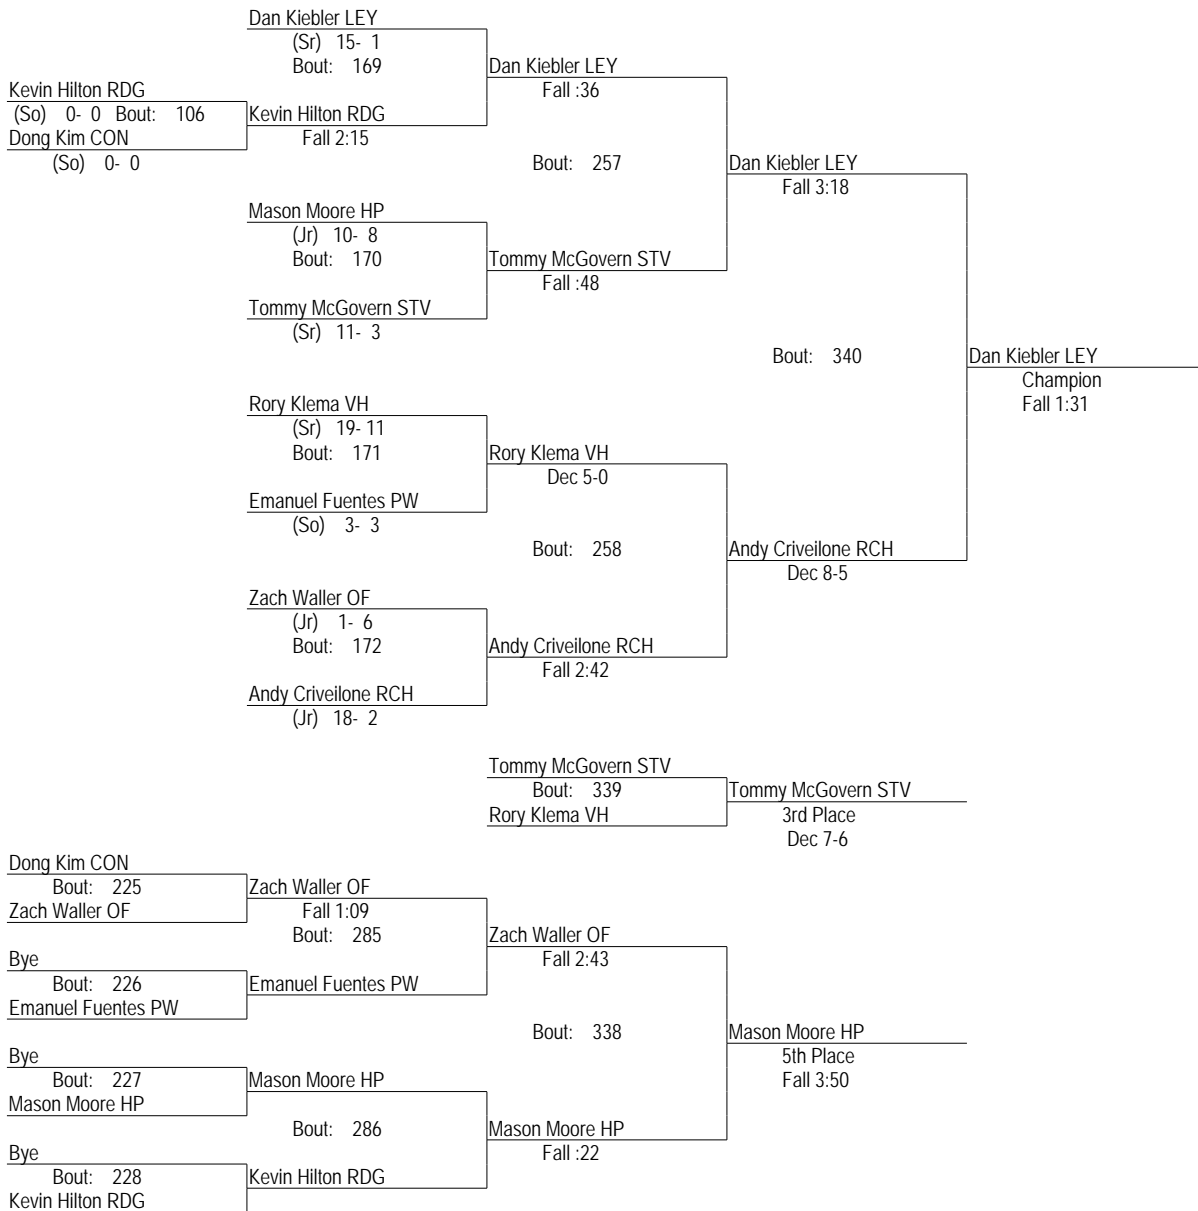 Dan Kiebler LEY
(Sr) 15- 1
Bout: 169
Dan Kiebler LEY
Fall :36
Kevin Hilton RDG
(So) 0- 0 Bout: 106
Kevin Hilton RDG
Fall 2:15
Dong Kim CON
(So) 0- 0
Bout: 257
Dan Kiebler LEY
Fall 3:18
Mason Moore HP
(Jr) 10- 8
Bout: 170
Tommy McGovern STV
Fall :48
Tommy McGovern STV
(Sr) 11- 3
Bout: 340
Dan Kiebler LEY
Champion
Fall 1:31
Rory Klema VH
(Sr) 19- 11
Bout: 171
Rory Klema VH
Dec 5-0
Emanuel Fuentes PW
(So) 3- 3
Bout: 258
Andy Criveilone RCH
Dec 8-5
Zach Waller OF
(Jr) 1- 6
Bout: 172
Andy Criveilone RCH
Fall 2:42
Andy Criveilone RCH
(Jr) 18- 2
Tommy McGovern STV
Bout: 339
Tommy McGovern STV
Rory Klema VH
3rd Place
Dec 7-6
Dong Kim CON
Bout: 225
Zach Waller OF
Zach Waller OF
Fall 1:09
Bout: 285
Zach Waller OF
Fall 2:43
Bye
Bout: 226
Emanuel Fuentes PW
Emanuel Fuentes PW
Bout: 338
Mason Moore HP
5th Place
Fall 3:50
Bye
Bout: 227
Mason Moore HP
Mason Moore HP
Bout: 286
Mason Moore HP
Fall :22
Bye
Bout: 228
Kevin Hilton RDG
Kevin Hilton RDG